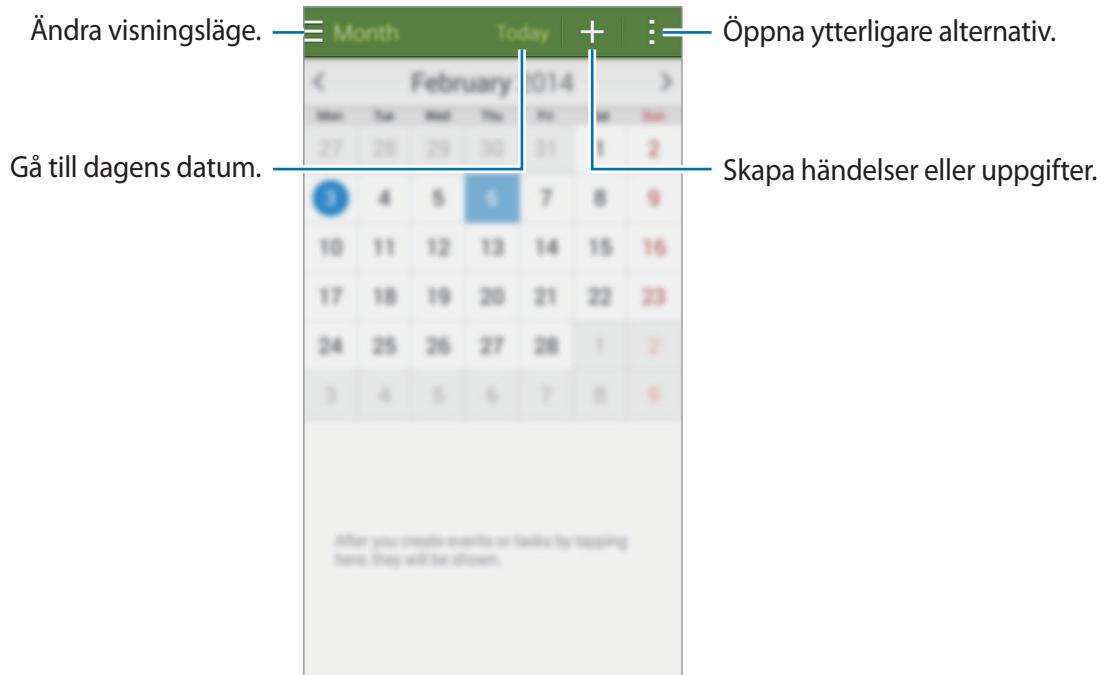 Ändra visningsläge.
Month Today
Öppna ytterligare alternativ.
February 2014
Mon Tue Wed Thu Fri Sat Sun
27 28 29 30 31 1 2
Gå till dagens datum.
Skapa händelser eller uppgifter.
3 4 5 6 7 8 9
10 11 12 13 14 15 16
17 18 19 20 21 22 23
24 25 26 27 28 1 2
3 4 5 6 7 8 9
After you create events or tasks by tapping
here, they will be shown.